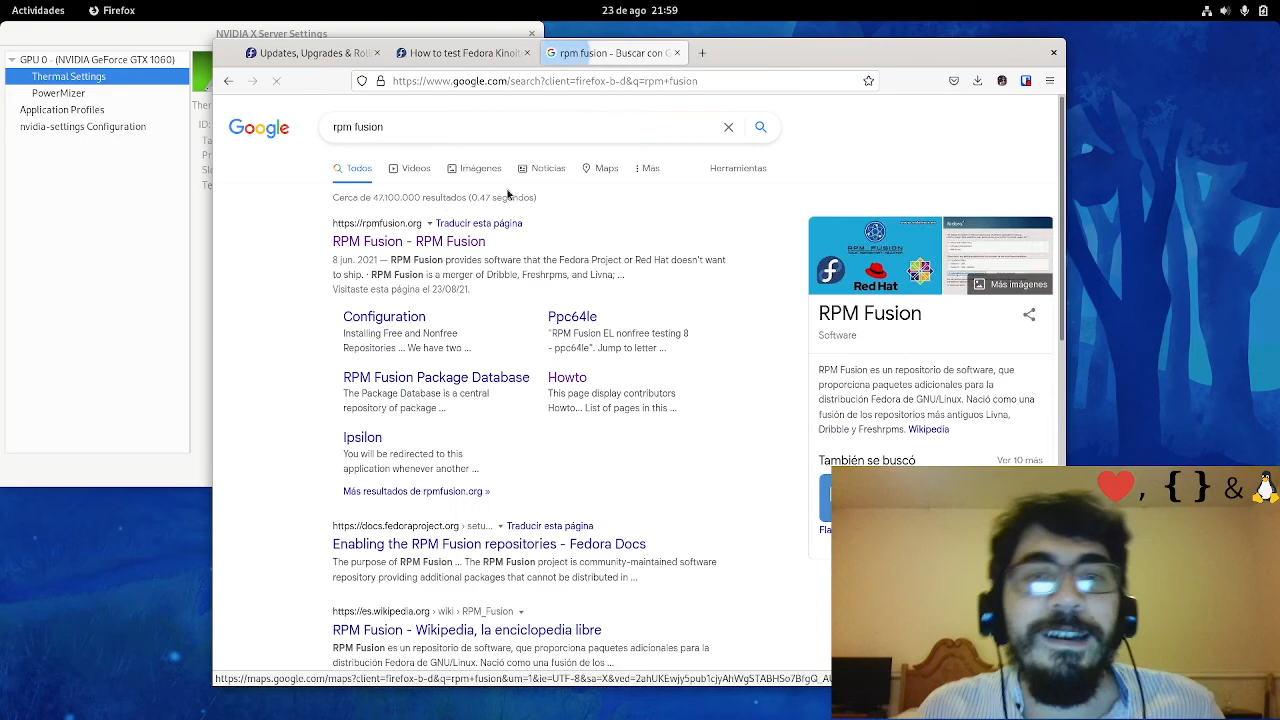 Actividades
Firefox
23 de ago 21:59
NVIDIA X Server Settings
GPU 0 - (NVIDIA GeForce GTX 1060)
Thermal Settings
PowerMizer
Application Profiles
nvidia-settings Configuration
Ther
ID:
Ta
Pr
Sl
Te
Updates, Upgrades & Roll
How to test Fedora Kinoit
rpm fusion - Buscar con G
https://www.google.com/search?client=firefox-b-d&q=rpm+fusion
Google
rpm fusion
Todos
Videos
Imágenes
Noticias
Maps
Más
Herramientas
Cerca de 47.100.000 resultados (0.47 segundos)
https://rpmfusion.org Traducir esta página
RPM Fusion - RPM Fusion
8 jun. 2021 — RPM Fusion provides software that the Fedora Project or Red Hat doesn't want
to ship. · RPM Fusion is a merger of Dribble, Freshrpms, and Livna; ...
Visitaste esta página el 23/08/21.
Configuration
Installing Free and Nonfree
Repositories ... We have two ...
Ppc64le
"RPM Fusion EL nonfree testing 8
- ppc64le". Jump to letter ...
RPM Fusion Package Database
The Package Database is a central
repository of package ...
Howto
This page display contributors
Howto... List of pages in this ...
Ipsilon
You will be redirected to this
application whenever another ...
Más resultados de rpmfusion.org »
https://docs.fedoraproject.org › setu... Traducir esta página
Enabling the RPM Fusion repositories - Fedora Docs
The purpose of RPM Fusion ... The RPM Fusion project is community-maintained software
repository providing additional packages that cannot be distributed in ...
https://es.wikipedia.org › wiki › RPM_Fusion
RPM Fusion - Wikipedia, la enciclopedia libre
RPM Fusion es un repositorio de software, que proporciona paquetes adicionales para la
distribución Fedora de GNU/Linux. Nació como una fusión de los ...
RPM FUSION
Red Hat
Más imágenes
RPM Fusion
Software
RPM Fusion es un repositorio de software, que
proporciona paquetes adicionales para la
distribución Fedora de GNU/Linux. Nació como una
fusión de los repositorios más antiguos Livna,
Dribble y Freshrpms. Wikipedia
También se buscó
Ver 10 más
Fla
, { } &